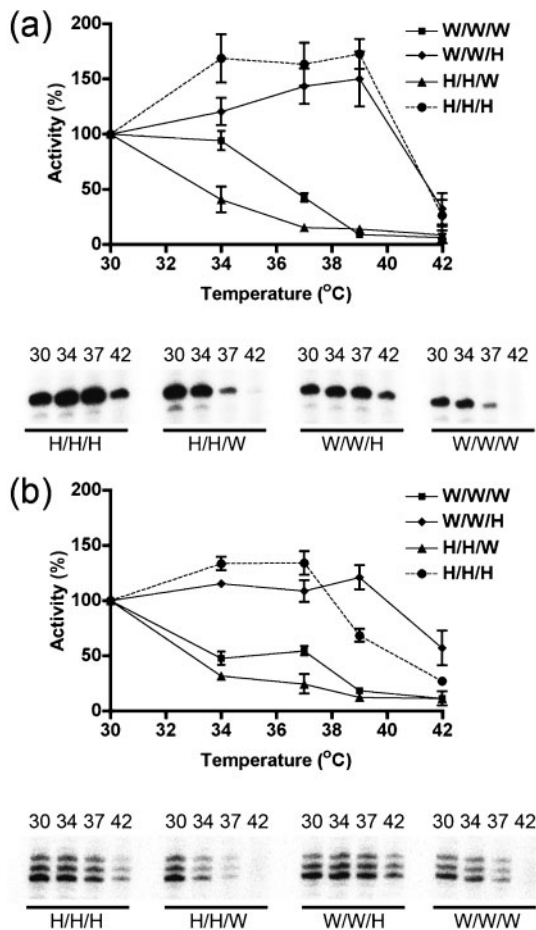 (a)
200
150
100
50
0
Activity (%)
W/W/W
W/W/H
H/H/W
H/H/H
30 32 34 36 38 40 42
Temperature (°C)
30 34 37 42 30 34 37 42 30 34 37 42 30 34 37 42
H/H/H H/H/W W/W/H W/W/W
(b)
200
150
100
50
0
Activity (%)
W/W/W
W/W/H
H/H/W
H/H/H
30 32 34 36 38 40 42
Temperature (°C)
30 34 37 42 30 34 37 42 30 34 37 42 30 34 37 42
H/H/H H/H/W W/W/H W/W/W